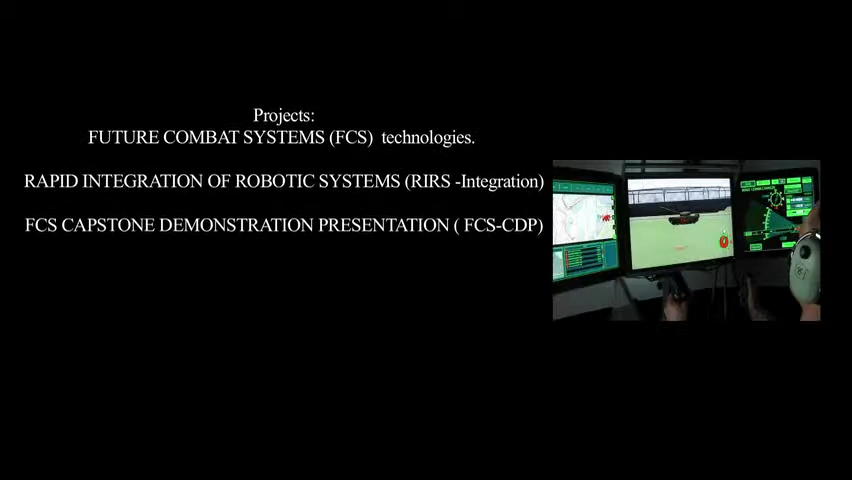 Projects:
FUTURE COMBAT SYSTEMS (FCS) technologies.
RAPID INTEGRATION OF ROBOTIC SYSTEMS (RIRS -Integration)
FCS CAPSTONE DEMONSTRATION PRESENTATION ( FCS-CDP)